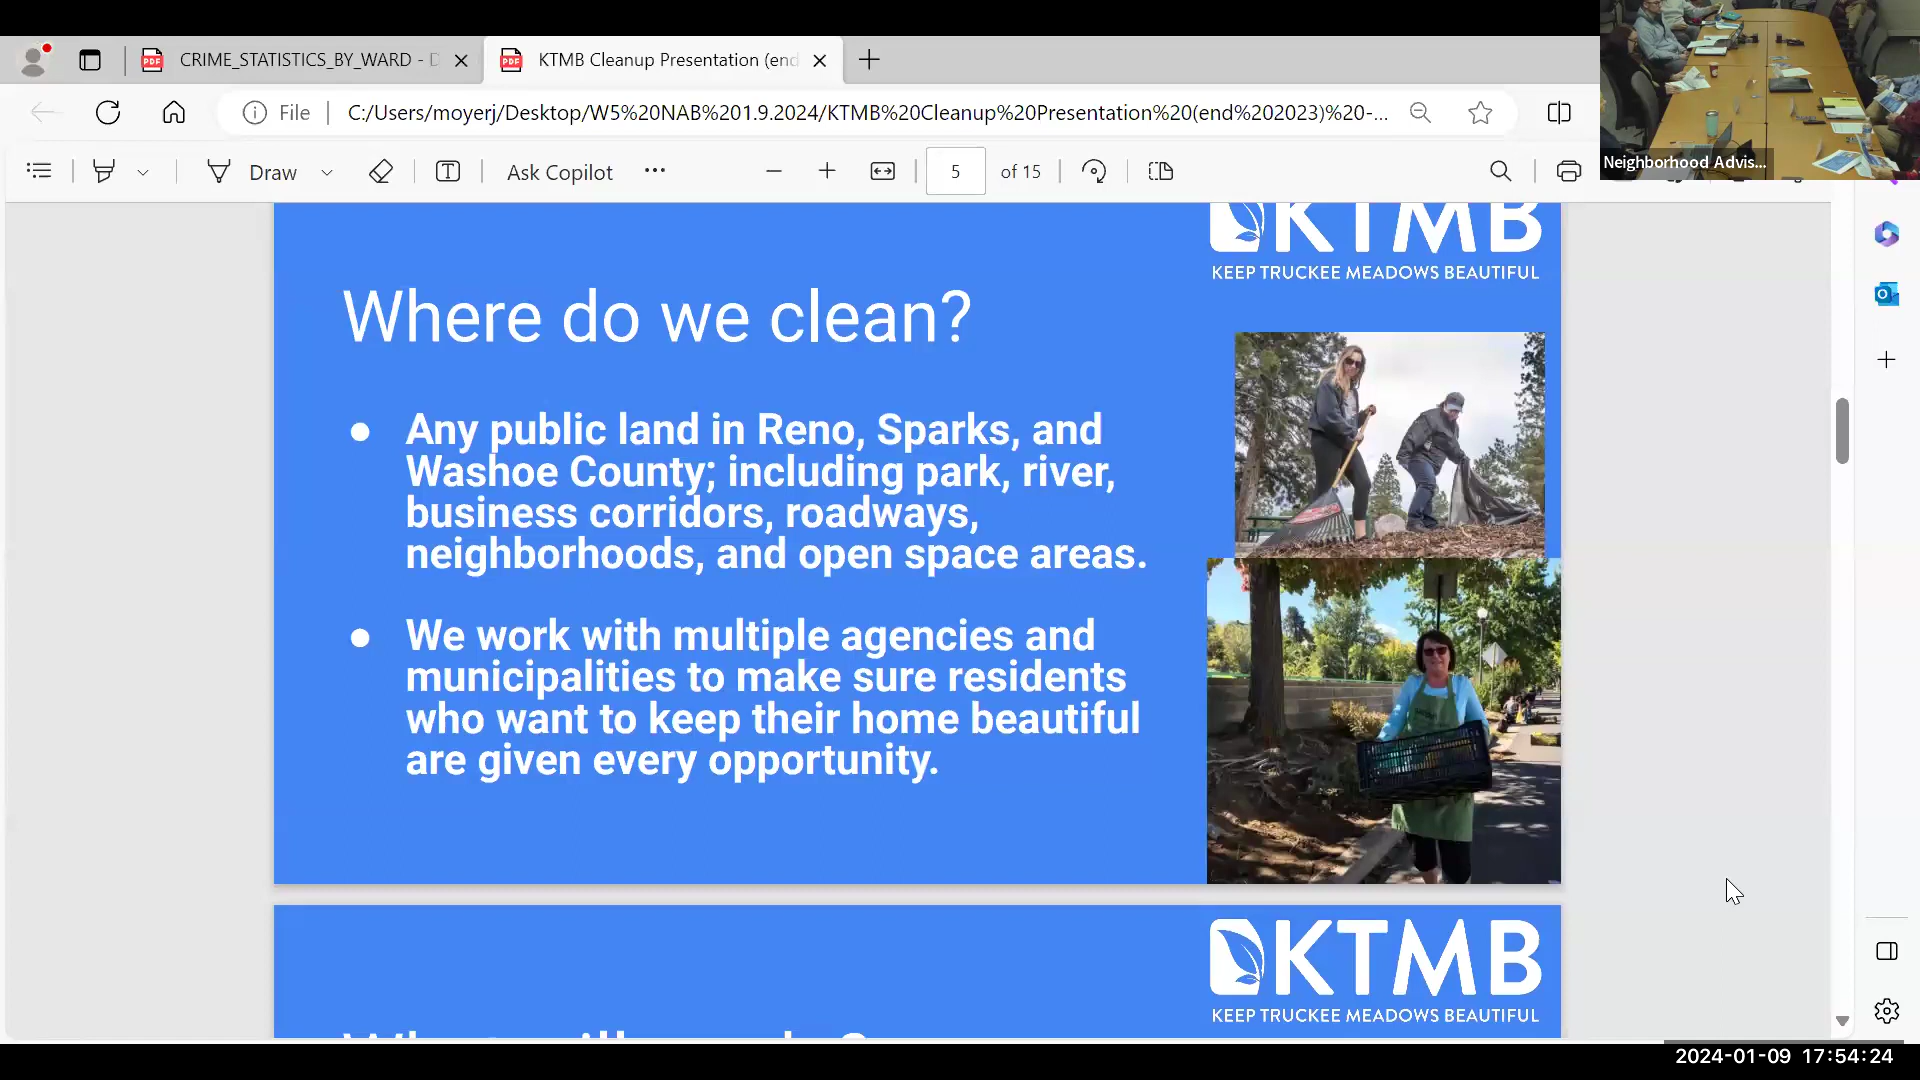 CRIME_STATISTICS_BY_WARD - D
KTMB Cleanup Presentation (end
File
C:/Users/moyerj/Desktop/W5%20NAB%201.9.2024/KTMB%20Cleanup%20Presentation%20(end%202023)%20-...
Neighborhood Advis...
Draw
Ask Copilot
5
of 15
KTMB
KEEP TRUCKEE MEADOWS BEAUTIFUL
Where do we clean?
Any public land in Reno, Sparks, and
Washoe County; including park, river,
business corridors, roadways,
neighborhoods, and open space areas.
We work with multiple agencies and
municipalities to make sure residents
who want to keep their home beautiful
are given every opportunity.
KTMB
KEEP TRUCKEE MEADOWS BEAUTIFUL
2024-01-09 17:54:24